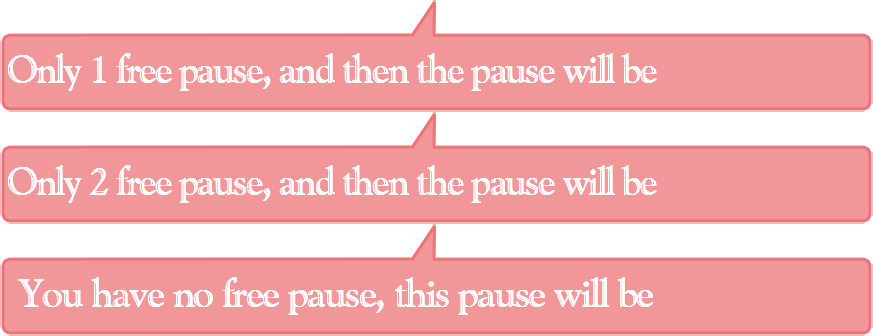 Only 1 free pause, and then the pause will be
Only 2 free pause, and then the pause will be
You have no free pause, this pause will be